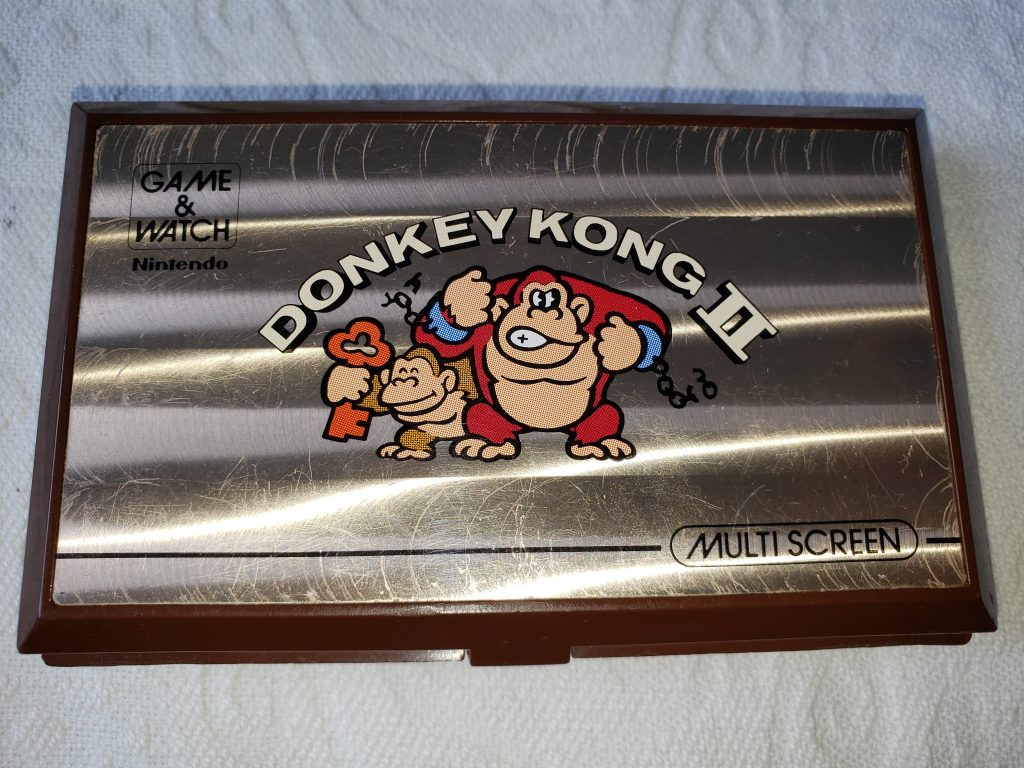 GAME
&
WATCH
Nintendo
DONKEY KONG II
MULTI SCREEN